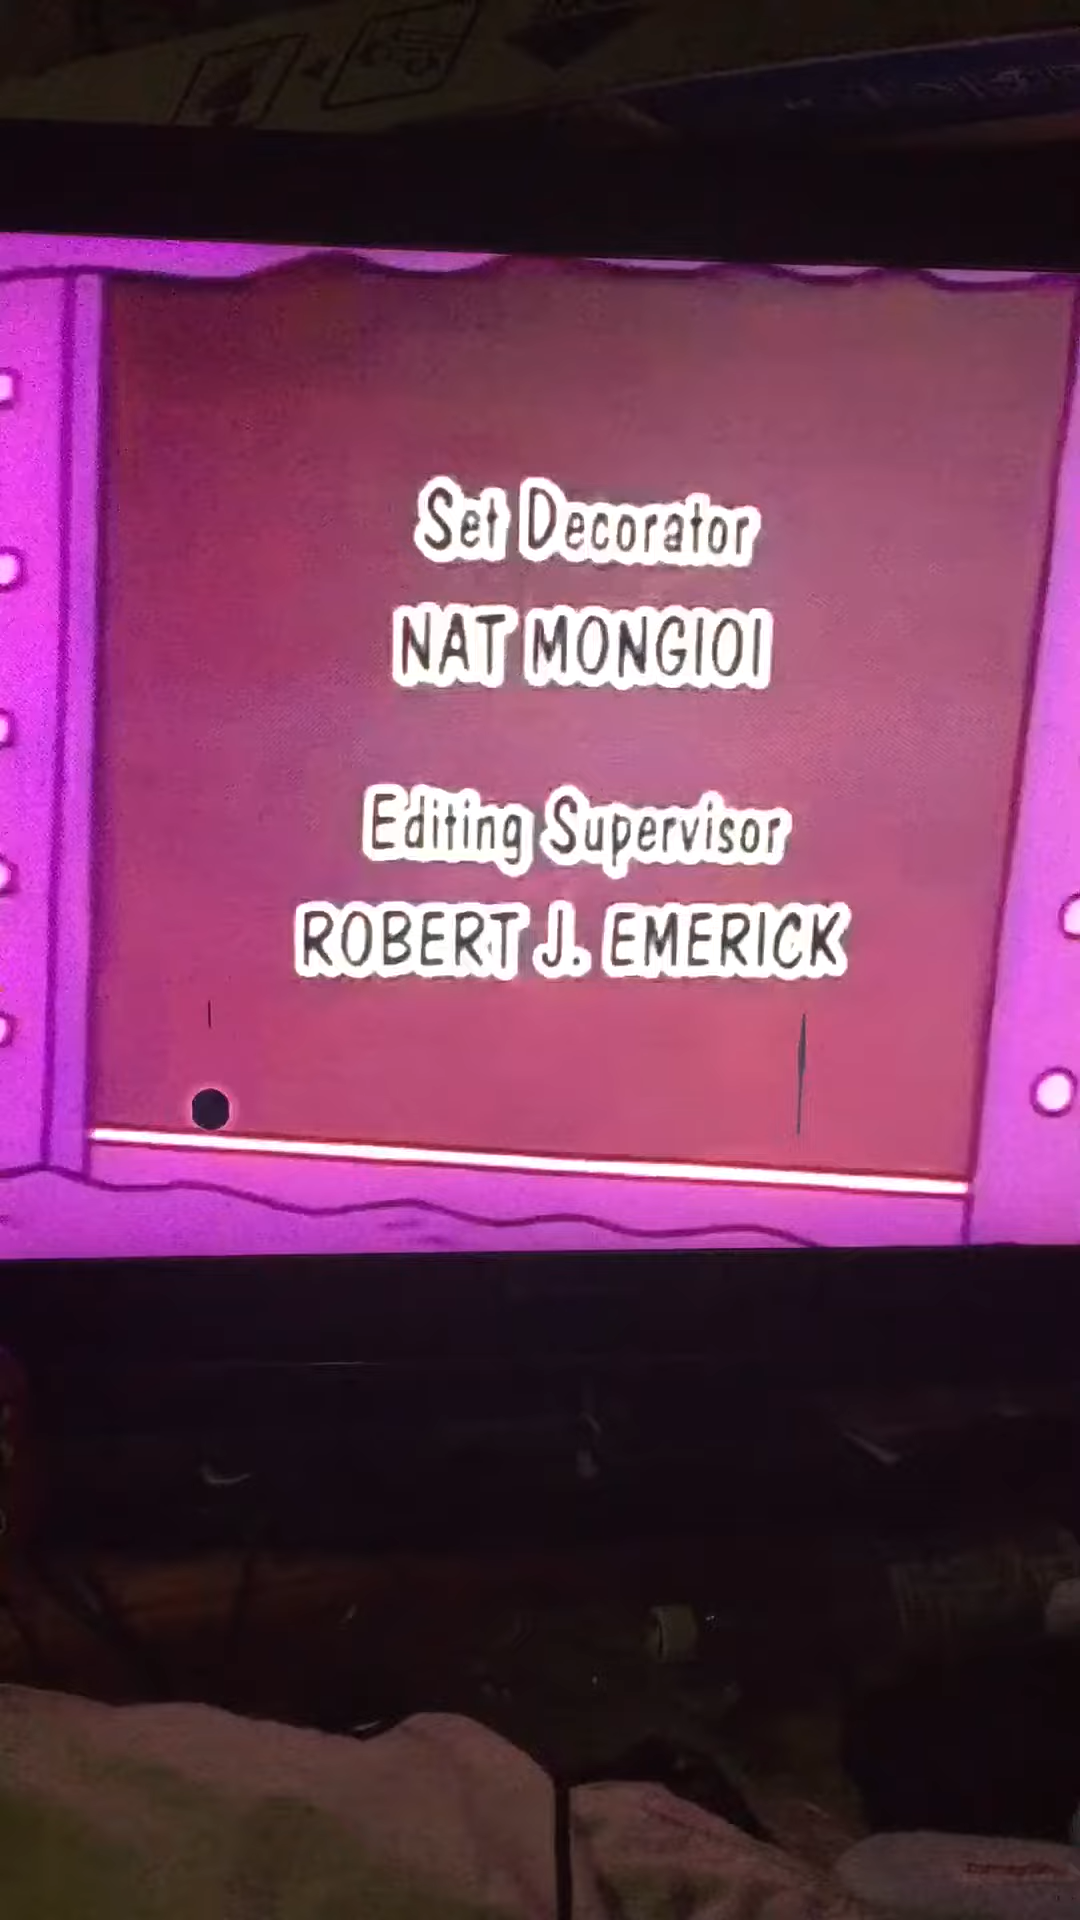 Set Decorator
NAT MONGIOI
Editing Supervisor
ROBERT J. EMERICK